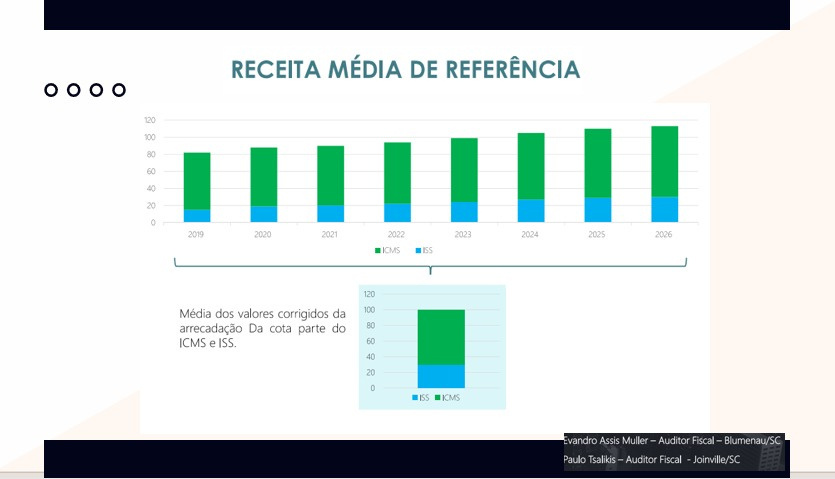 RECEITA MÉDIA DE REFERÊNCIA
120
100
80
60
40
20
0
2019 2020 2021 2022 2023 2024 2025 2026
ICMS ISS
Média dos valores corrigidos da
arrecadação Da cota parte do
ICMS e ISS.
120
100
80
60
40
20
0
ISS ICMS
Evandro Assis Muller – Auditor Fiscal – Blumenau/SC
Paulo Tsalikis – Auditor Fiscal - Joinville/SC